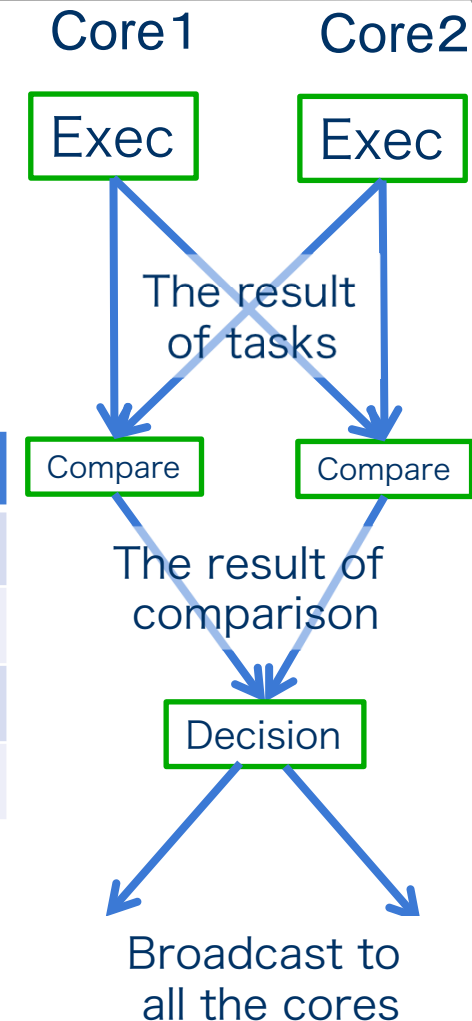 Core1 Core2
Exec Exec
The result
of tasks
Compare Compare
The result of
comparison
Decision
Broadcast to
all the cores